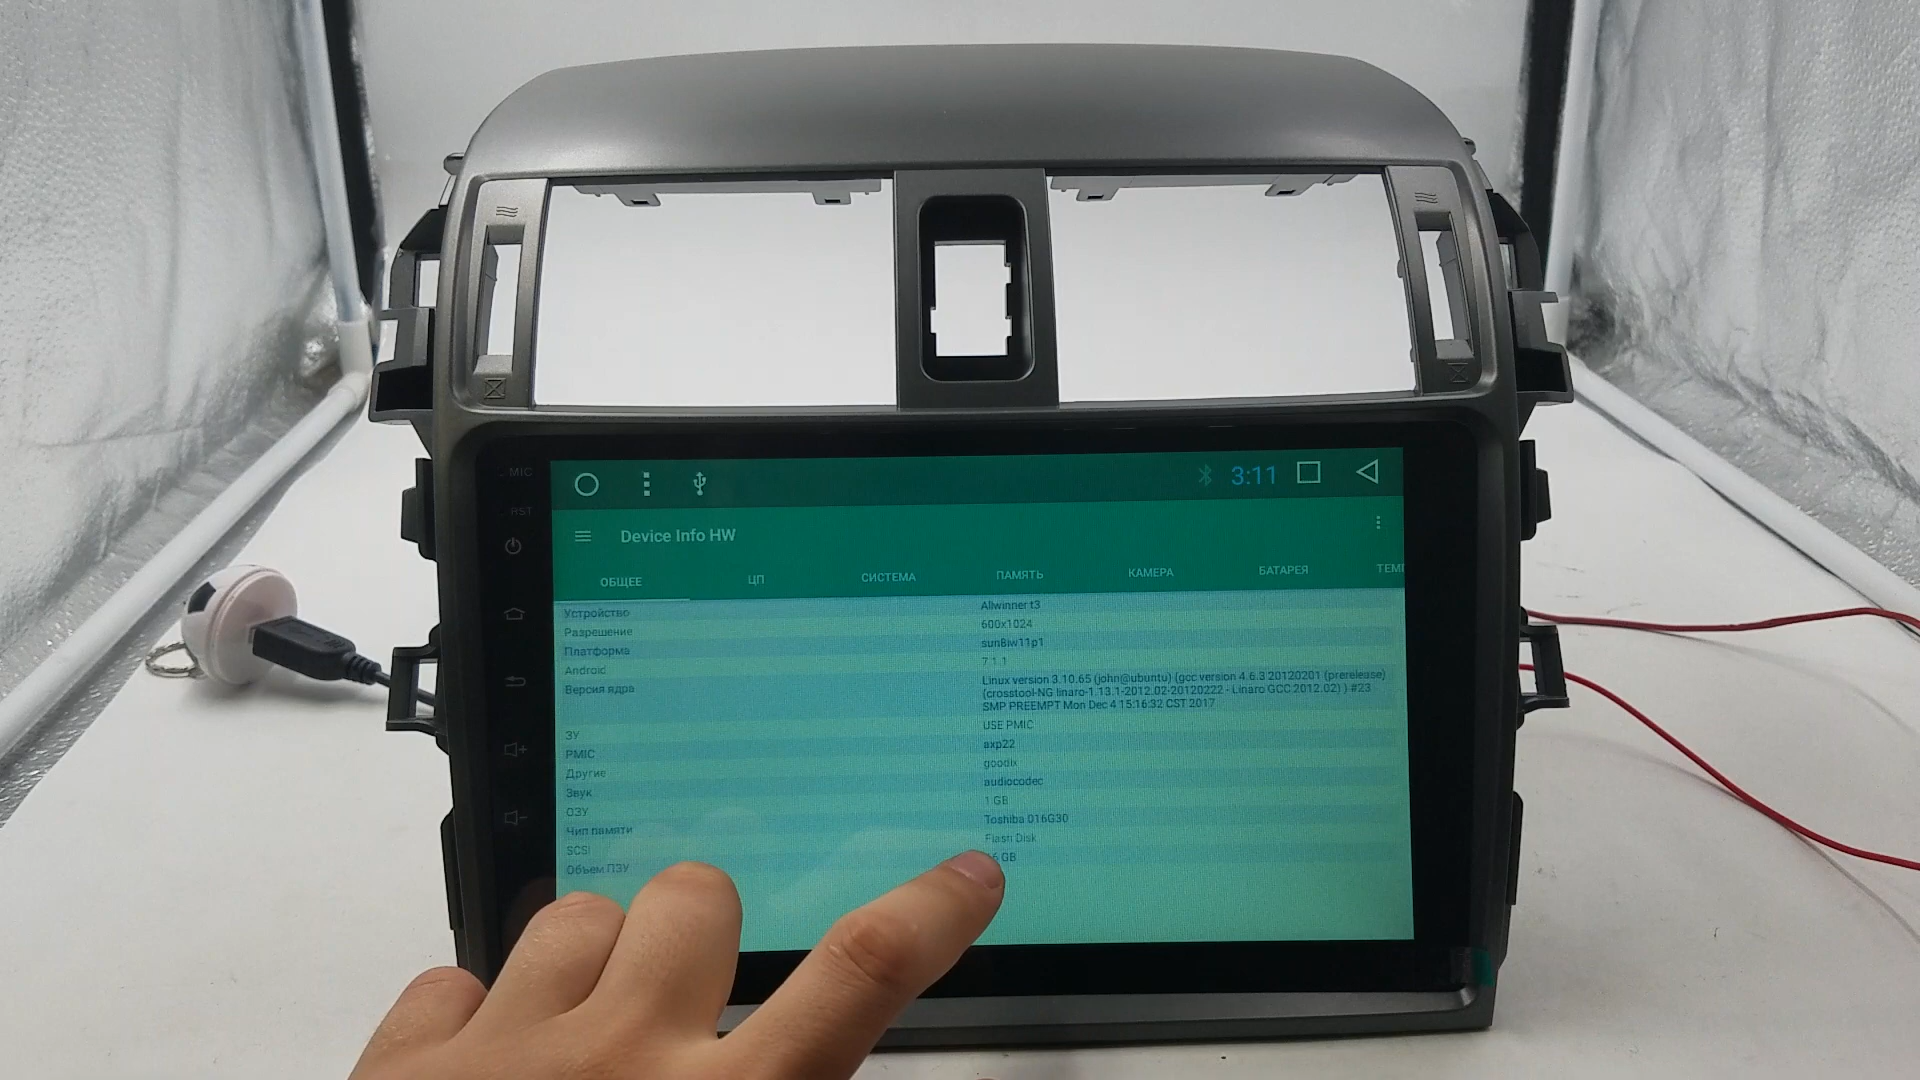 MIC
RST
3:11
Device Info HW
ОБЩЕЕ ЦП СИСТЕМА ПАМЯТЬ КАМЕРА БАТАРЕЯ ТЕМП
Устройство Allwinner t3
Разрешение 600x1024
Платформа sun8iw11p1
Android 7.1.1
Версия ядра Linux version 3.10.65 (john@ubuntu) (gcc version 4.6.3 20120201 (prerelease)
(crosstool-NG linaro-1.13.1-2012.02-20120222 - Linaro GCC 2012.02) ) #23
SMP PREEMPT Mon Dec 4 15:16:32 CST 2017
ЗУ USE PMIC
PMIC axp22
Другие goodix
Звук audiocodec
ОЗУ 1 GB
Чип памяти Toshiba 016G30
SCSI Flash Disk
Объем ПЗУ 16 GB